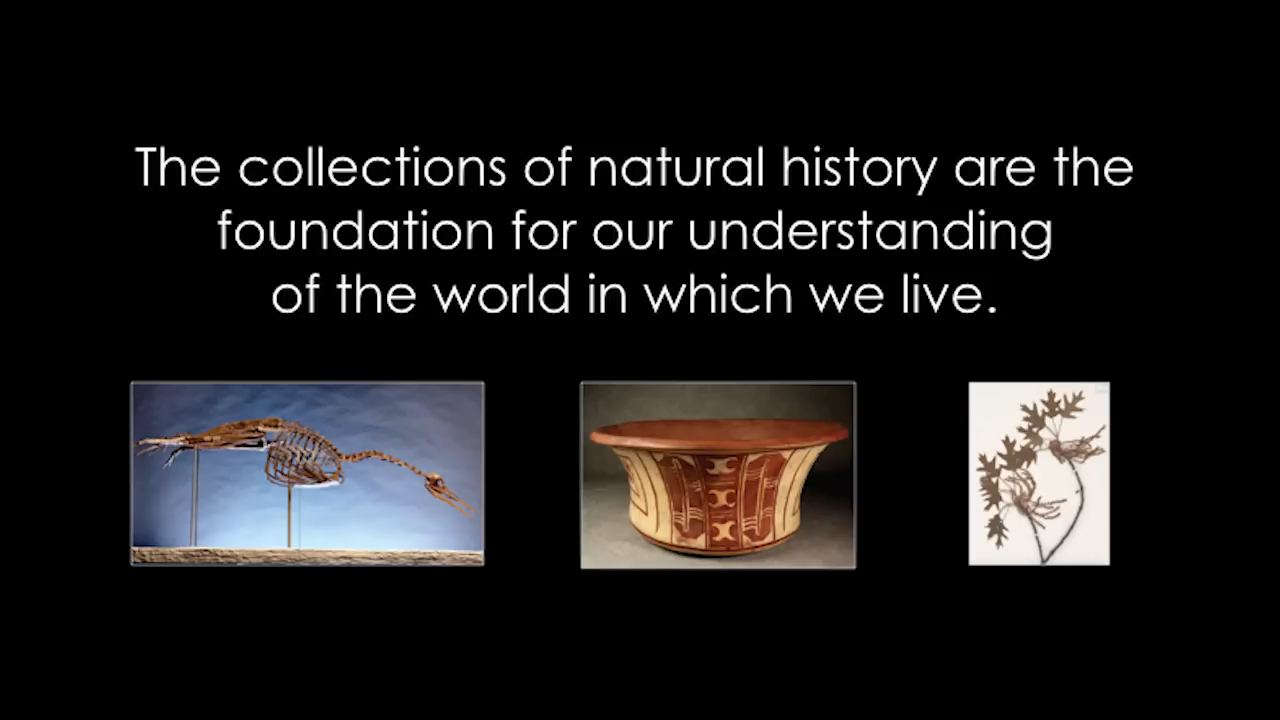 The collections of natural history are the
foundation for our understanding
of the world in which we live.